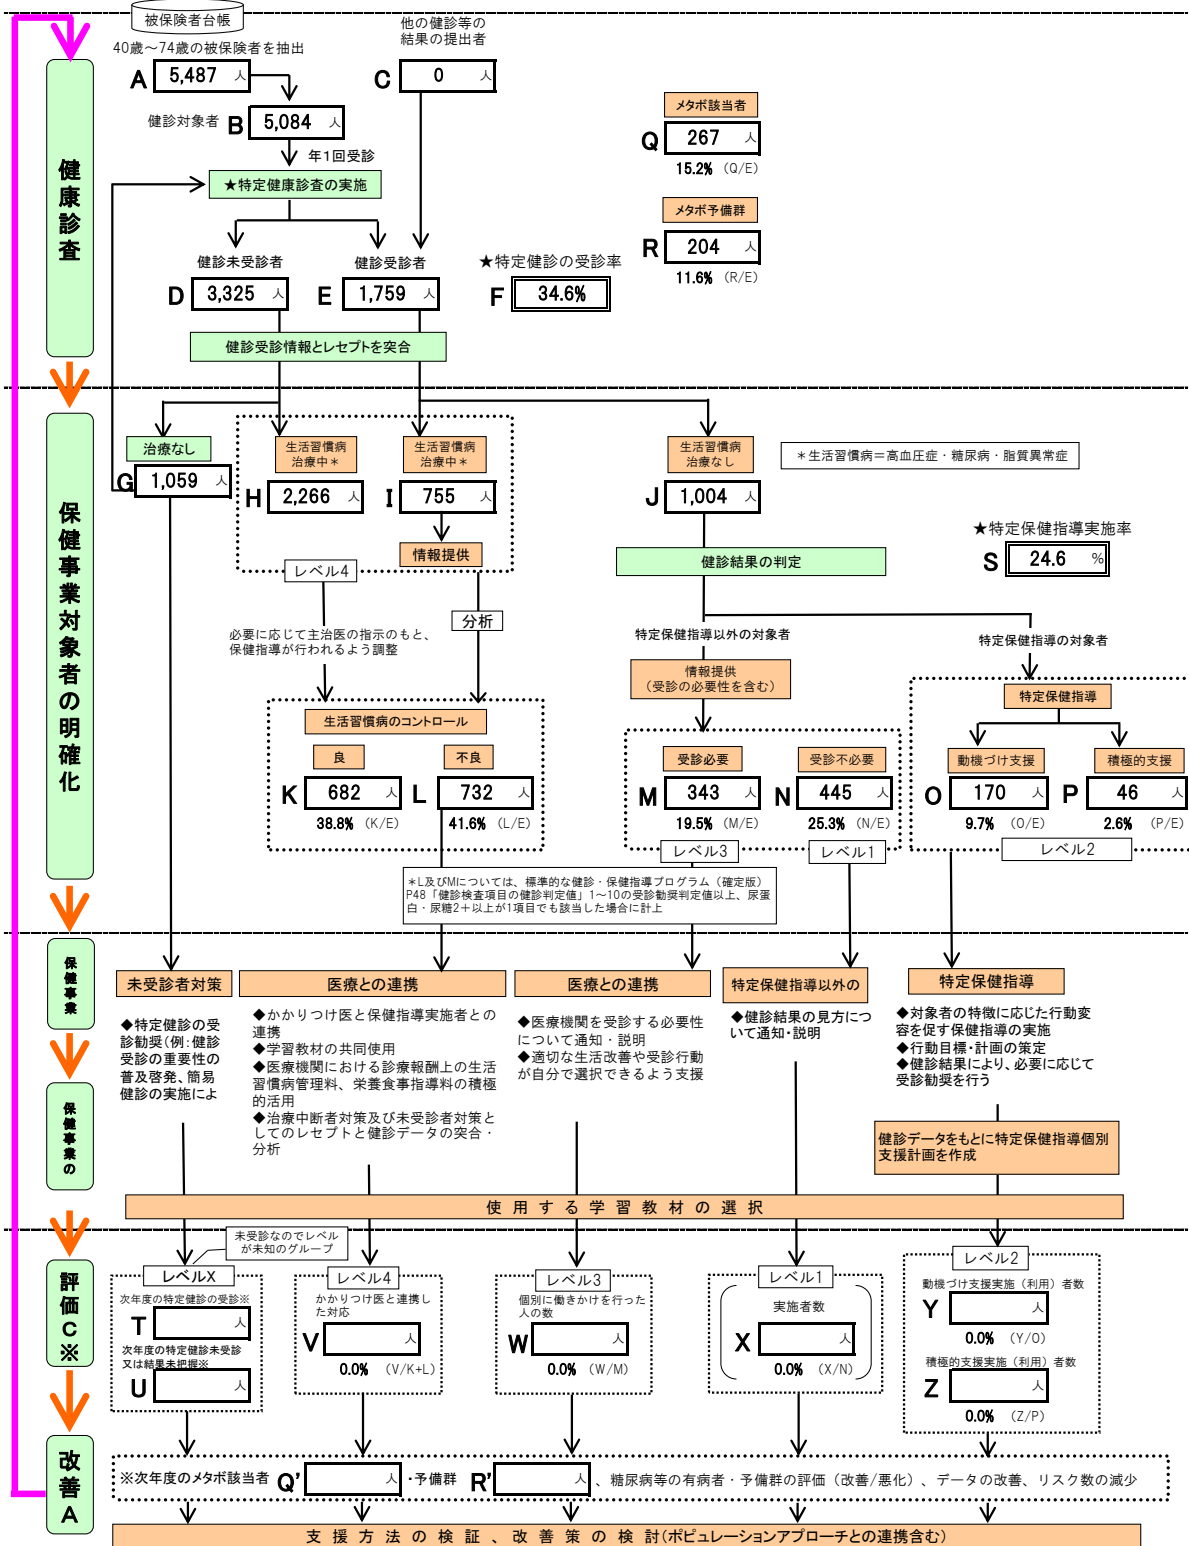 被保険者台帳
40歳～74歳の被保険者を抽出
A 5,487 人
他の健診等の
結果の提出者
C 0 人
健診対象者 B 5,084 人
年1回受診
★特定健康診査の実施
メタボ該当者
Q 267 人
15.2% (Q/E)
メタボ予備群
R 204 人
11.6% (R/E)
健康診査
健診未受診者
D 3,325 人
健診受診者
E 1,759 人
★特定健診の受診率
F 34.6%
健診受診情報とレセプトを突合
保健事業対象者の明確化
治療なし
G 1,059 人
生活習慣病
治療中＊
H 2,266 人
生活習慣病
治療中＊
I 755 人
情報提供
レベル4
生活習慣病
治療なし
J 1,004 人
＊生活習慣病＝高血圧症・糖尿病・脂質異常症
★特定保健指導実施率
S 24.6 %
健診結果の判定
分析
必要に応じて主治医の指示のもと、
保健指導が行われるよう調整
特定保健指導以外の対象者
特定保健指導の対象者
情報提供
（受診の必要性を含む）
特定保健指導
生活習慣病のコントロール
良
K 682 人
38.8% (K/E)
不良
L 732 人
41.6% (L/E)
受診必要
M 343 人
19.5% (M/E)
受診不必要
N 445 人
25.3% (N/E)
動機づけ支援
O 170 人
9.7% (O/E)
積極的支援
P 46 人
2.6% (P/E)
レベル3
レベル1
レベル2
＊L及びMについては、標準的な健診・保健指導プログラム（確定版）
P48「健診検査項目の健診判定値」1～10の受診勧奨判定値以上、尿蛋
白・尿糖2＋以上が1項目でも該当した場合に計上
保健事業
未受診者対策
◆特定健診の受
診勧奨（例：健診
受診の重要性の
普及啓発、簡易
健診の実施によ
医療との連携
◆かかりつけ医と保健指導実施者との
連携
◆学習教材の共同使用
◆医療機関における診療報酬上の生活
習慣病管理料、栄養食事指導料の積極
的活用
◆治療中断者対策及び未受診者対策と
してのレセプトと健診データの突合・
分析
医療との連携
◆医療機関を受診する必要性
について通知・説明
◆適切な生活改善や受診行動
が自分で選択できるよう支援
特定保健指導以外の
◆健診結果の見方につ
いて通知・説明
特定保健指導
◆対象者の特徴に応じた行動変
容を促す保健指導の実施
◆行動目標・計画の策定
◆健診結果により、必要に応じて
受診勧奨を行う
保健事業の
健診データをもとに特定保健指導個別
支援計画を作成
使用する学習教材の選択
未受診なのでレベル
が未知のグループ
評価C※
レベルX
次年度の特定健診の受診※
T 人
次年度の特定健診未受診
又は結果未把握※
U 人
レベル4
かかりつけ医と連携し
た対応
V 人
0.0% (V/K+L)
レベル3
個別に働きかけを行った
人の数
W 人
0.0% (W/M)
レベル1
実施者数
X 人
0.0% (X/N)
レベル2
動機づけ支援実施（利用）者数
Y 人
0.0% (Y/O)
積極的支援実施（利用）者数
Z 人
0.0% (Z/P)
改善A
※次年度のメタボ該当者 Q' 人 ・予備群 R' 人 、糖尿病等の有病者・予備群の評価（改善/悪化）、データの改善、リスク数の減少
支援方法の検証、改善策の検討(ポピュレーションアプローチとの連携含む)